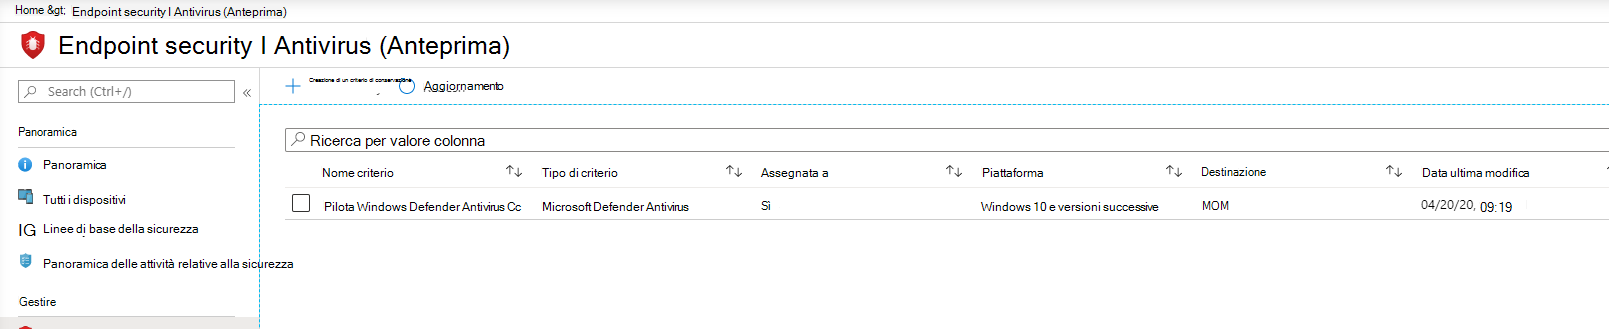 Home &gt; Endpoint security | Antivirus (Anteprima)
Endpoint security | Antivirus (Anteprima)
Search (Ctrl+/)
«
Creazione di un criterio di conservazione
Aggiornamento
Panoramica
Panoramica
Tutti i dispositivi
IG Linee di base della sicurezza
Panoramica delle attività relative alla sicurezza
Gestire
Ricerca per valore colonna
Nome criterio Tipo di criterio Assegnata a Piattaforma Destinazione Data ultima modifica
Pilota Windows Defender Antivirus Cc Microsoft Defender Antivirus Sì Windows 10 e versioni successive MOM 04/20/20, 09:19